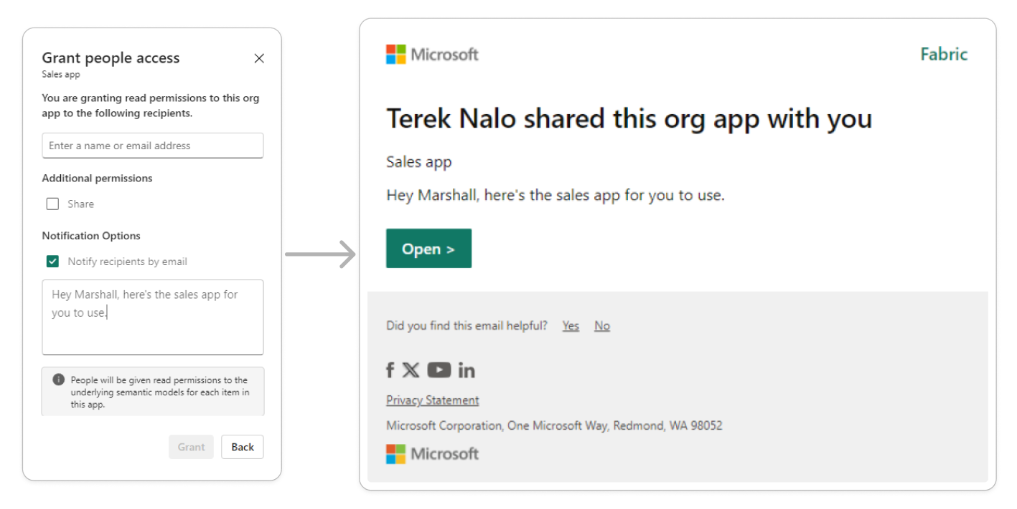 Grant people access
Sales app
You are granting read permissions to this org
app to the following recipients.
Enter a name or email address
Additional permissions
Share
Notification Options
Notify recipients by email
Hey Marshall, here's the sales app for
you to use.
People will be given read permissions to the
underlying semantic models for each item in
this app.
Grant Back
Microsoft Fabric
Terek Nalo shared this org app with you
Sales app
Hey Marshall, here's the sales app for you to use.
Open >
Did you find this email helpful? Yes No
Privacy Statement
Microsoft Corporation, One Microsoft Way, Redmond, WA 98052
Microsoft